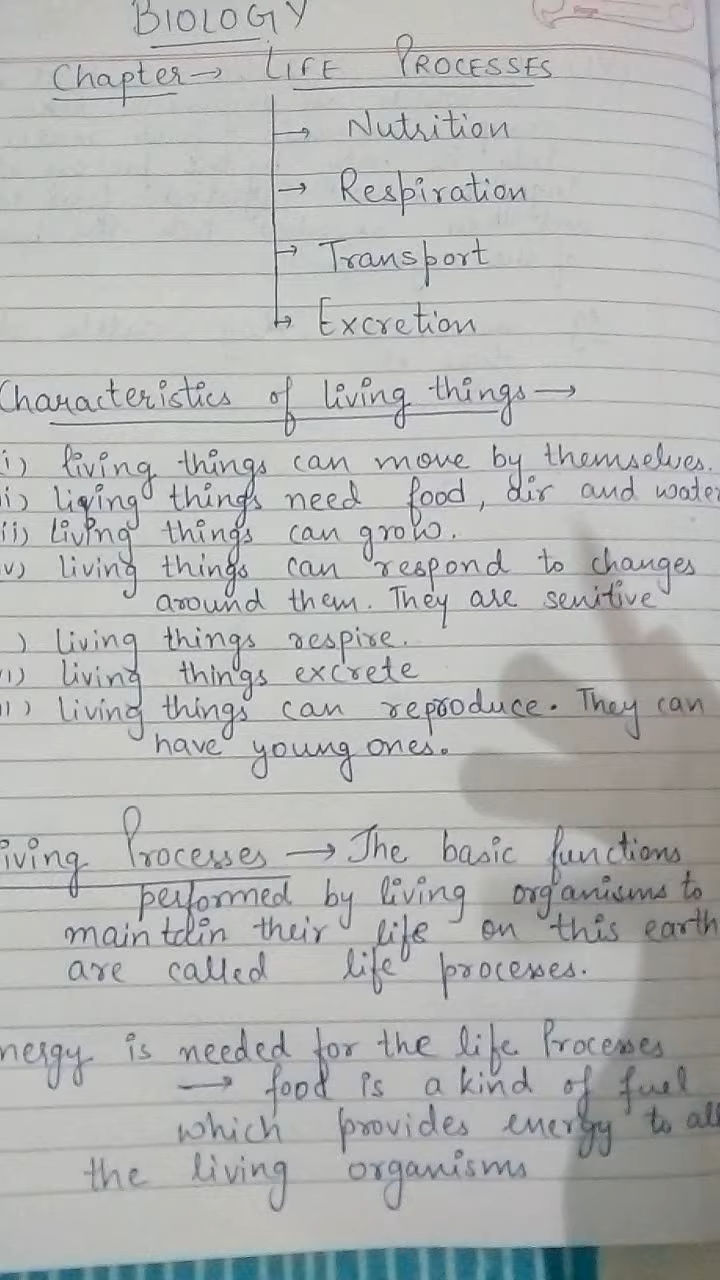 BIOLOGY
Chapter → LIFE PROCESSES
→ Nutrition
→ Respiration
→ Transport
→ Excretion
Characteristics of living things →
i) living things can move by themselves.
ii) living things need food, air and water
iii) living things can grow.
iv) living things can respond to changes
around them. They are senitive
) living things respire.
i) living things excrete
ii) living things can reproduce. They can
have young ones.
iving Processes → The basic functions
performed by living organisms to
maintain their life on this earth
are called life processes.
nergy is needed for the life Processes
→ food is a kind of fuel
which provides energy to all
the living organisms